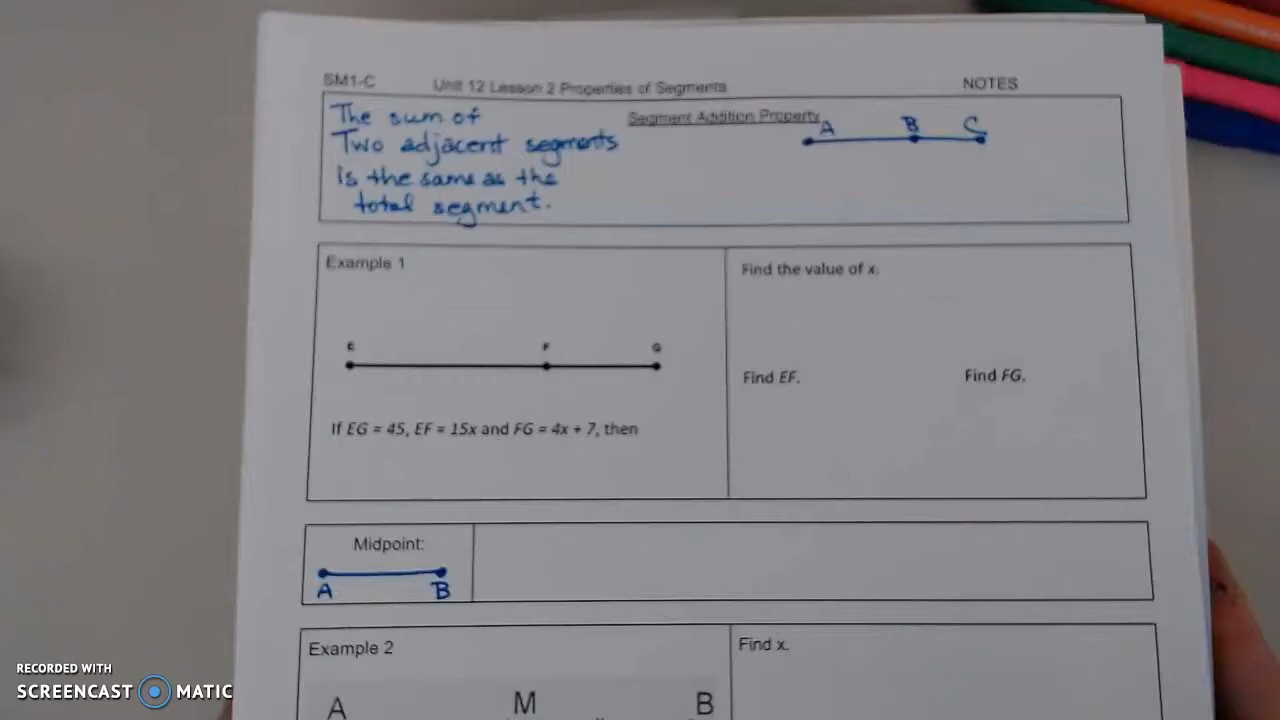 SM1-C Unit 12 Lesson 2 Properties of Segments NOTES
Segment Addition Property
The sum of
Two adjacent segments
is the same as the
total segment.
A B C
Example 1
E F G
If EG = 45, EF = 15x and FG = 4x + 7, then
Find the value of x.
Find EF. Find FG.
Midpoint:
A B
Example 2
A M B
Find x.
RECORDED WITH
SCREENCAST MATIC